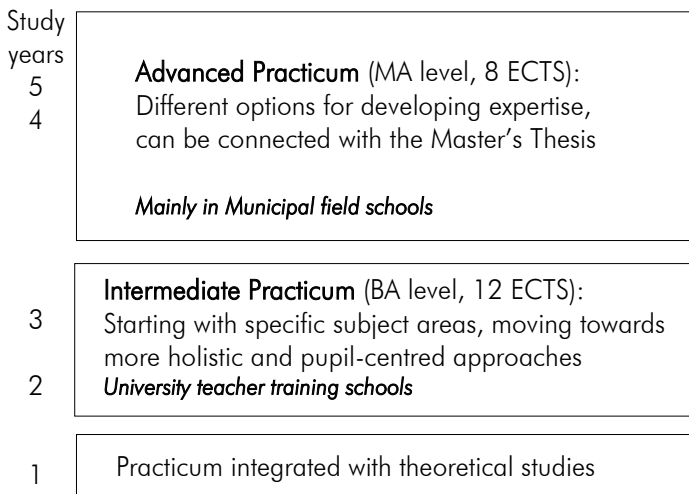 Study
years
5
4
Advanced Practicum (MA level, 8 ECTS):
Different options for developing expertise,
can be connected with the Master's Thesis
Mainly in Municipal field schools
3
2
Intermediate Practicum (BA level, 12 ECTS):
Starting with specific subject areas, moving towards
more holistic and pupil-centred approaches
University teacher training schools
1
Practicum integrated with theoretical studies